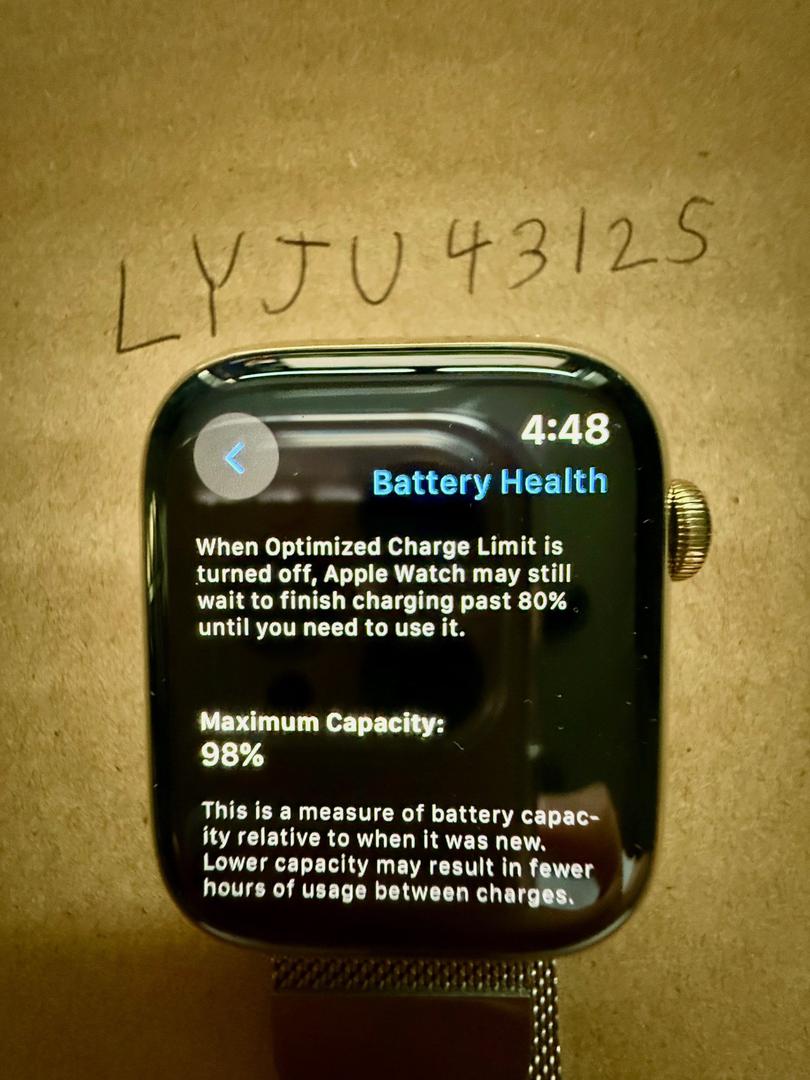 LYJU43125
4:48
Battery Health
When Optimized Charge Limit is
turned off, Apple Watch may still
wait to finish charging past 80%
until you need to use it.
Maximum Capacity:
98%
This is a measure of battery capac-
ity relative to when it was new.
Lower capacity may result in fewer
hours of usage between charges.